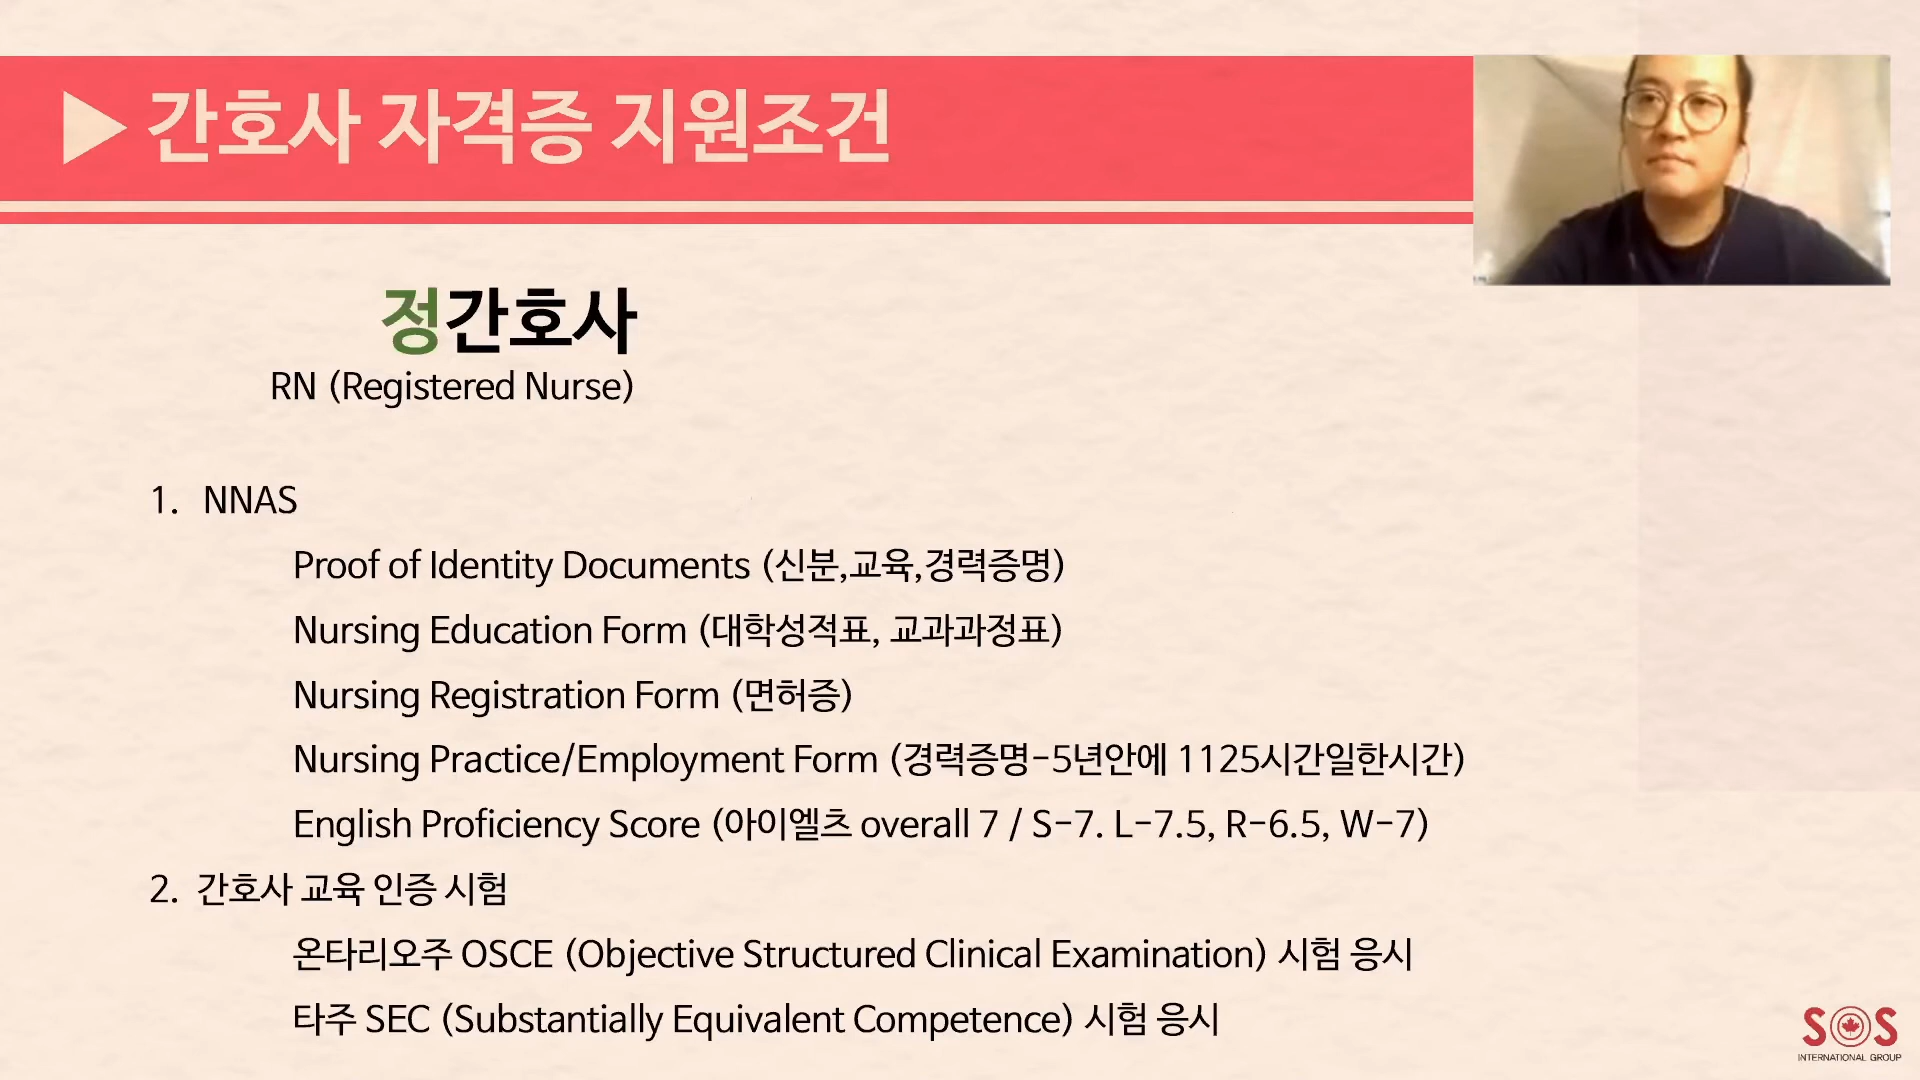 간호사 자격증 지원조건
정간호사
RN (Registered Nurse)
1. NNAS
Proof of Identity Documents (신분,교육,경력증명)
Nursing Education Form (대학성적표, 교과과정표)
Nursing Registration Form (면허증)
Nursing Practice/Employment Form (경력증명-5년안에 1125시간일한시간)
English Proficiency Score (아이엘츠 overall 7 / S-7. L-7.5, R-6.5, W-7)
2. 간호사 교육 인증 시험
온타리오주 OSCE (Objective Structured Clinical Examination) 시험 응시
타주 SEC (Substantially Equivalent Competence) 시험 응시
SOS
INTERNATIONAL GROUP